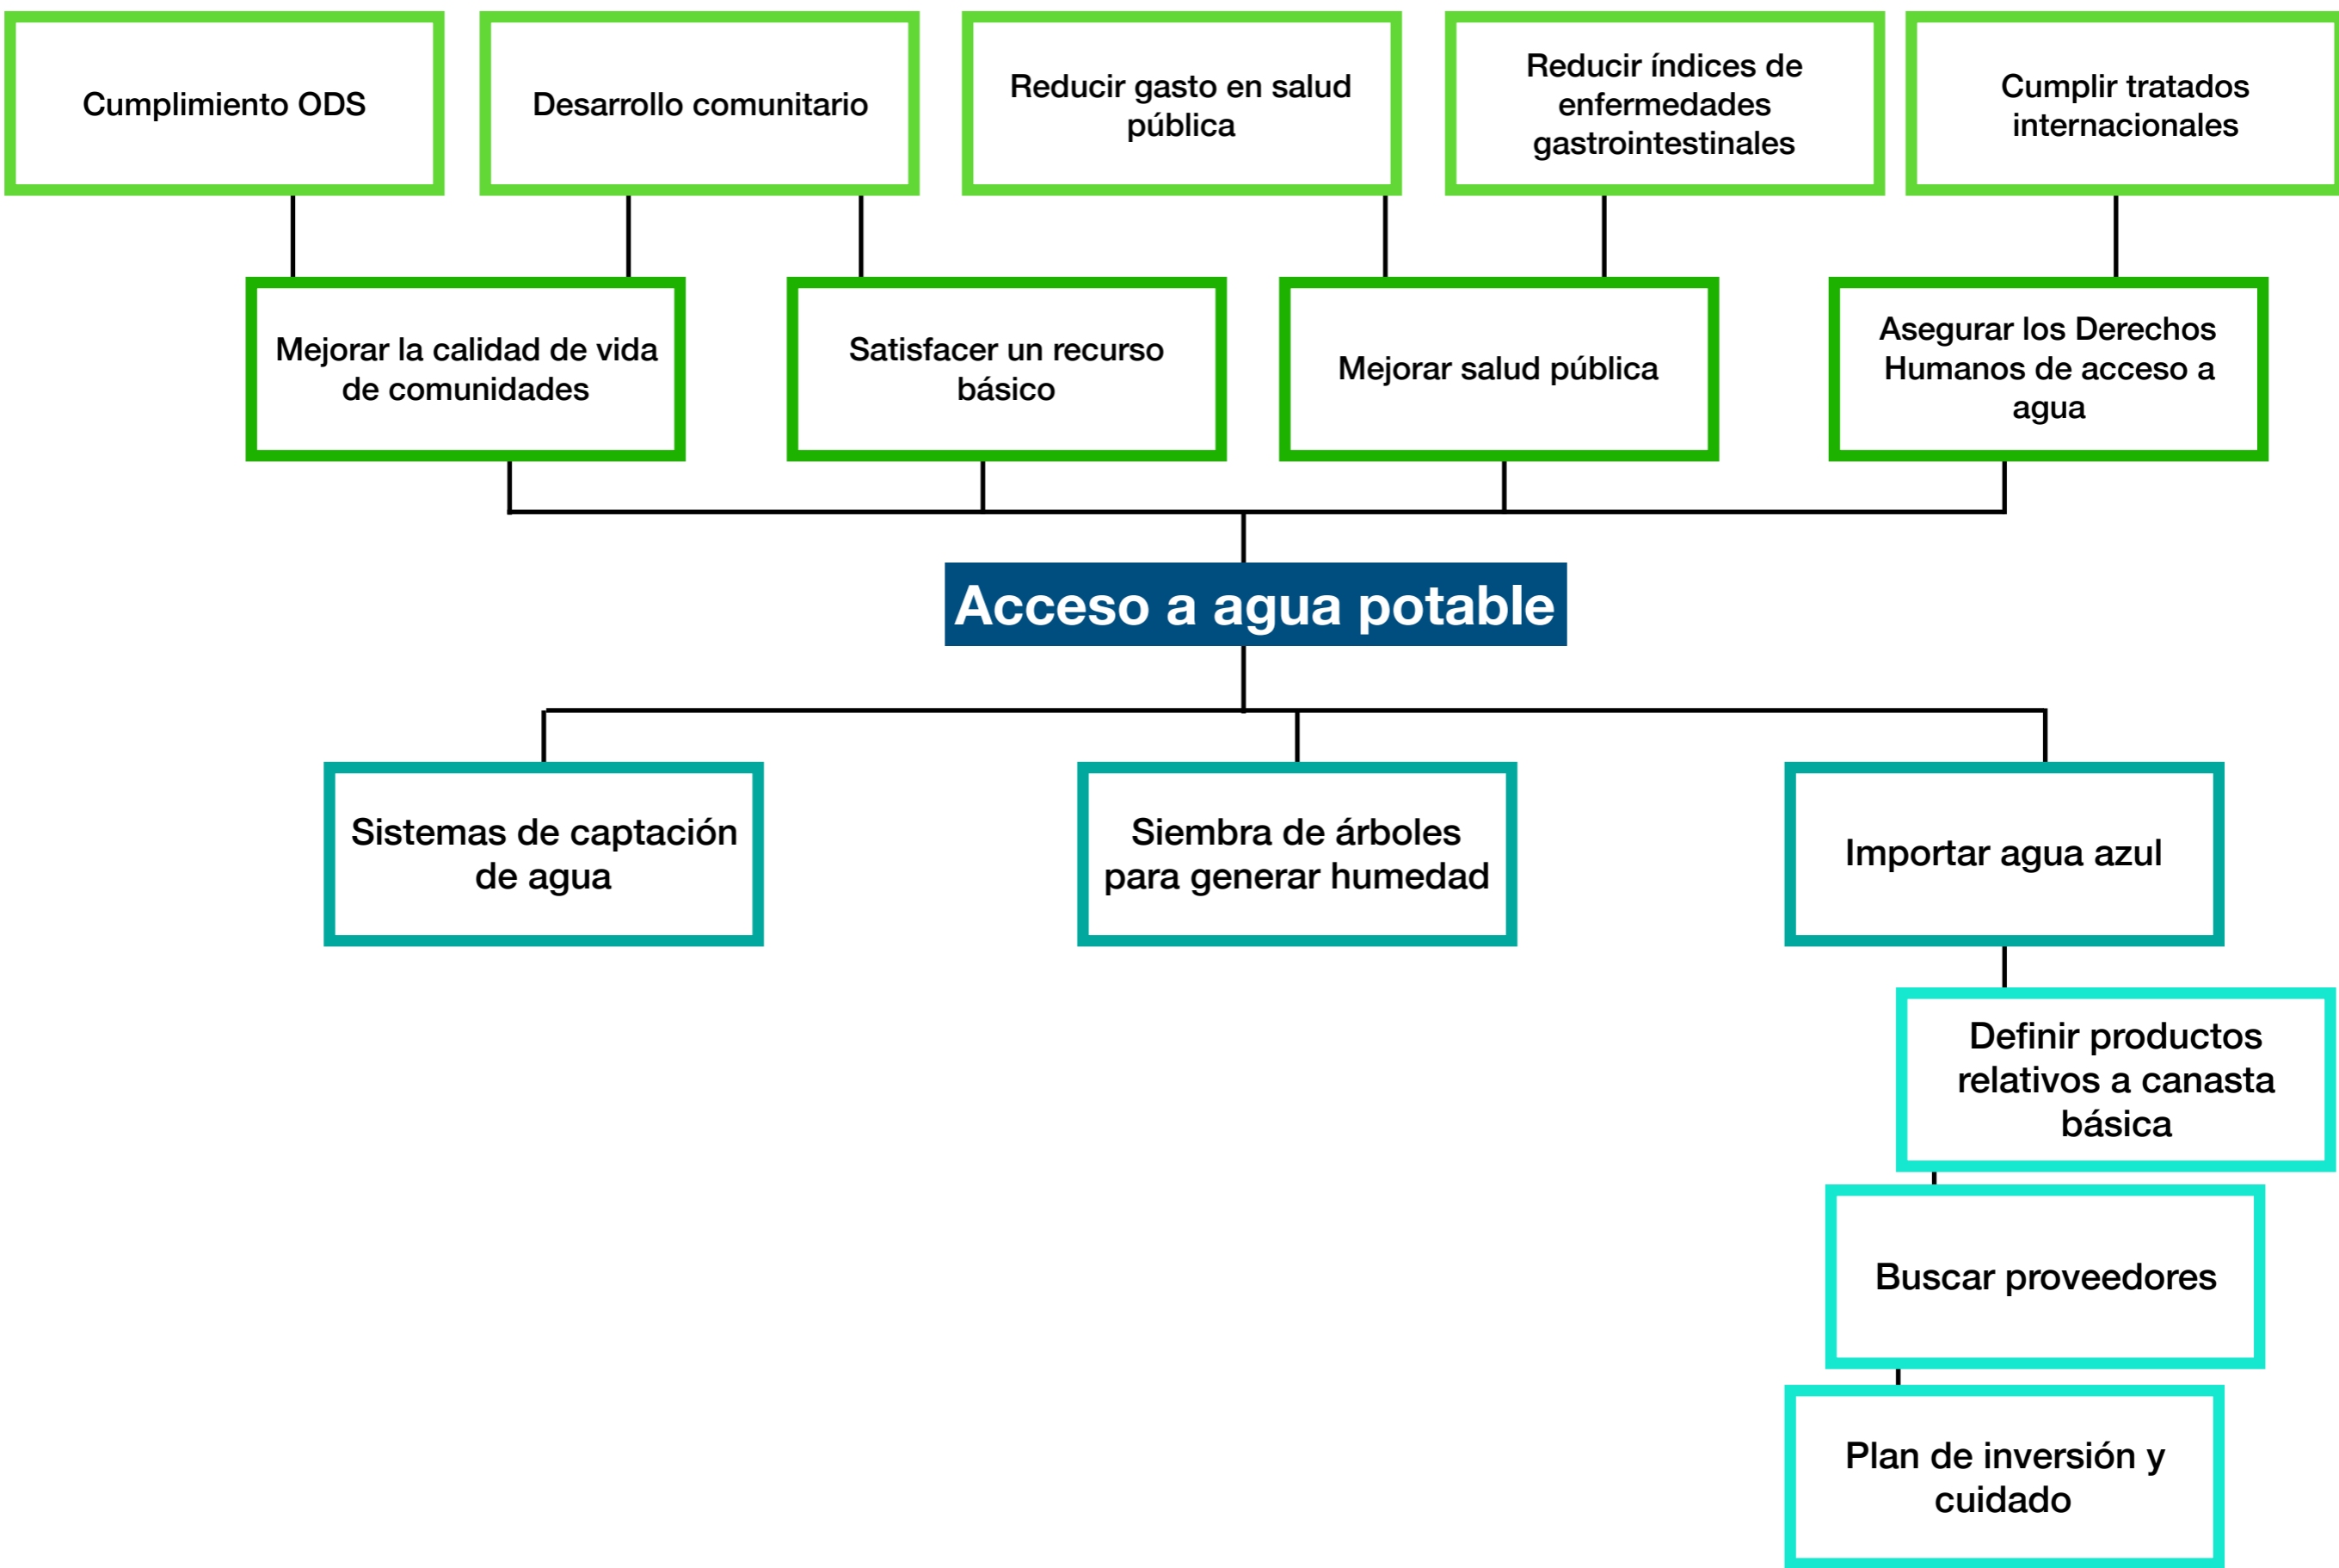 Cumplimiento ODS
Desarrollo comunitario
Reducir gasto en salud
pública
Reducir índices de
enfermedades
gastrointestinales
Cumplir tratados
internacionales
Mejorar la calidad de vida
de comunidades
Satisfacer un recurso
básico
Mejorar salud pública
Asegurar los Derechos
Humanos de acceso a
agua
Acceso a agua potable
Sistemas de captación
de agua
Siembra de árboles
para generar humedad
Importar agua azul
Definir productos
relativos a canasta
básica
Buscar proveedores
Plan de inversión y
cuidado